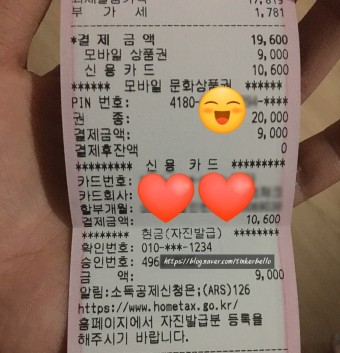 부 가 세 1,781
*결 제 금 액 19,600
모바일 상품권 9,000
신 용 카 드 10,600
****** 모바일 문화상품권 ******
PIN 번호: 4180-
권 종: 20,000
결제금액: 9,000
결제후잔액 0
******** 신 용 카 드 ********
카드번호:
카드회사:
할부개월:
결제금액: 10,600
******** 현금(자진발급) ********
확인번호: 010-***-1234
승인번호: 496
https://blog.naver.com/tinkerbello
금 액: 9,000
알림:소득공제신청은;(ARS)126
https://www.hometax.go.kr/
홈페이지에서 자진발급분 등록을
해주시기 바랍니다.